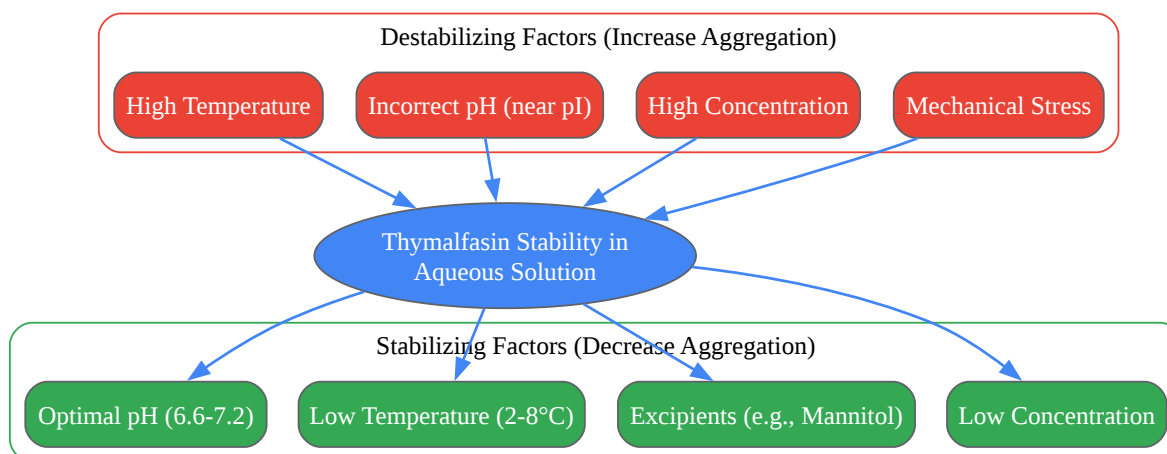 Destabilizing Factors (Increase Aggregation)
High Temperature
Incorrect pH (near pI)
High Concentration
Mechanical Stress
Thymalfasin Stability in
Aqueous Solution
Stabilizing Factors (Decrease Aggregation)
Optimal pH (6.6-7.2)
Low Temperature (2-8°C)
Excipients (e.g., Mannitol)
Low Concentration